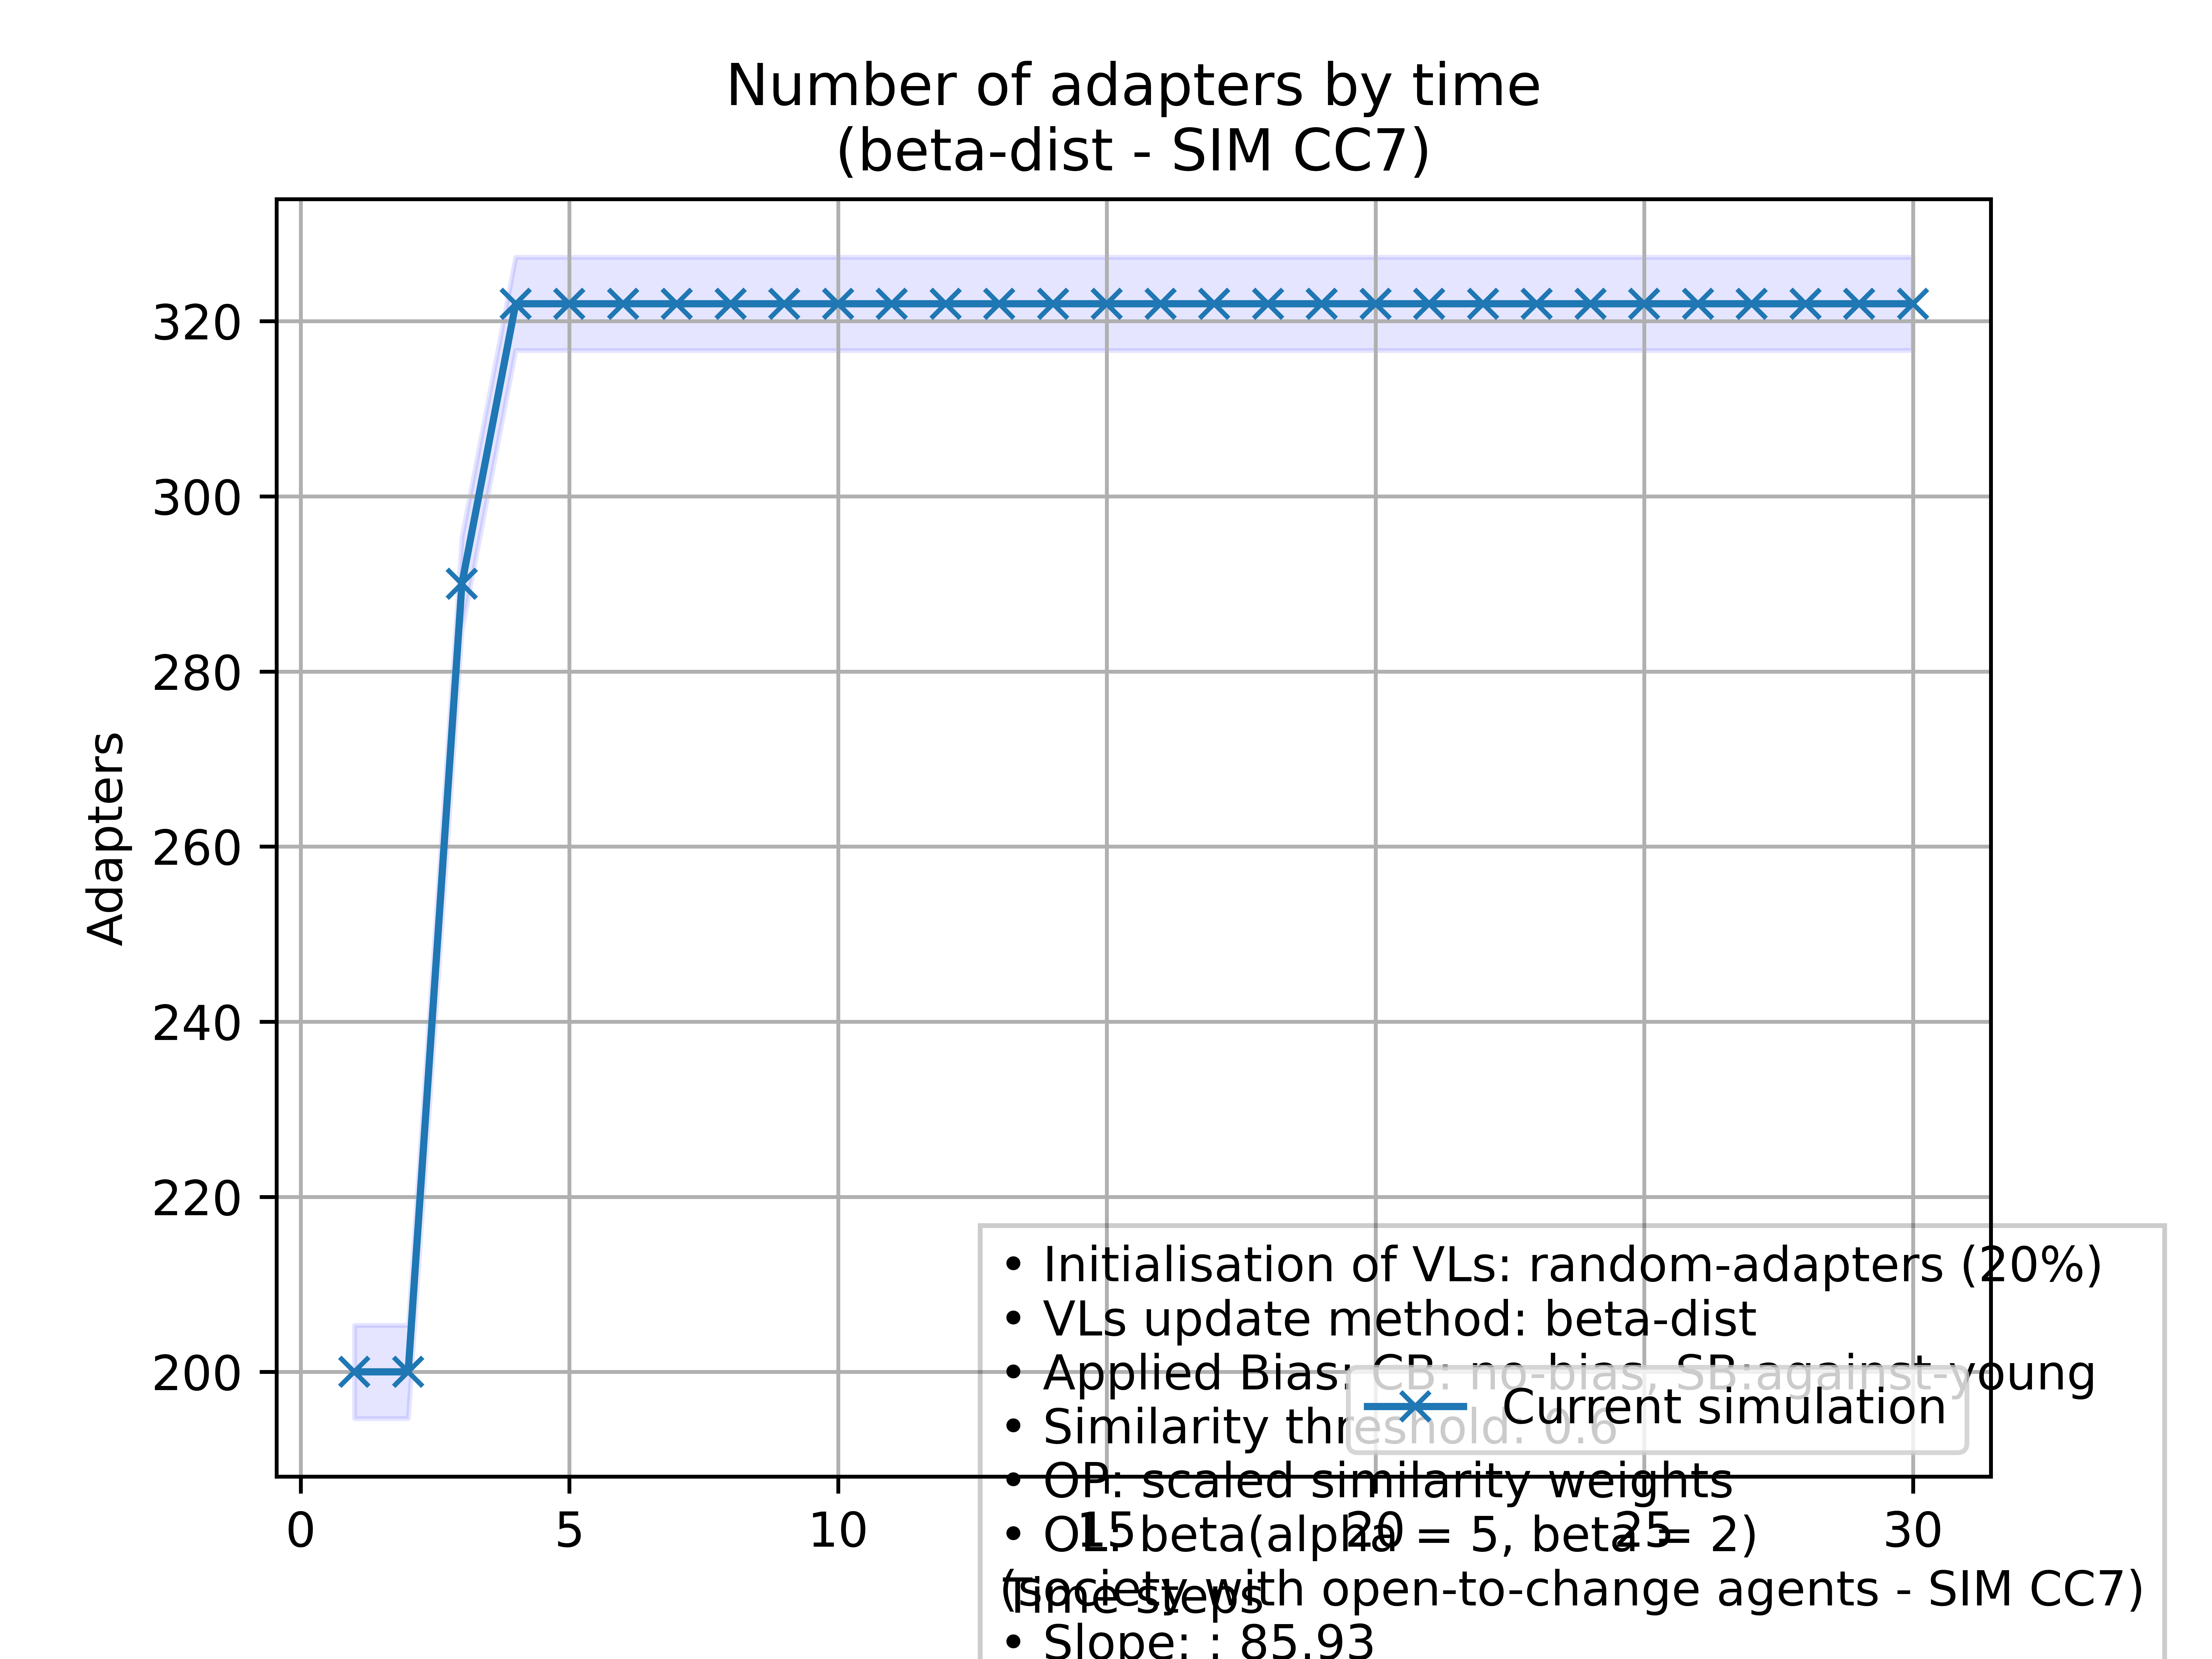 Number of adapters by time
(beta-dist - SIM CC7)
Adapters
320
300
280
260
240
220
200
• Initialisation of VLs: random-adapters (20%)
• VLs update method: beta-dist
• Applied Bias: CB: no-bias, SB:against-young
• Similarity threshold: 0.6
Current simulation
• OP: scaled similarity weights
0 5 10 15 20 25 30
• OL: beta(alpha = 5, beta = 2)
Time steps
(society with open-to-change agents - SIM CC7)
• Slope: : 85.93